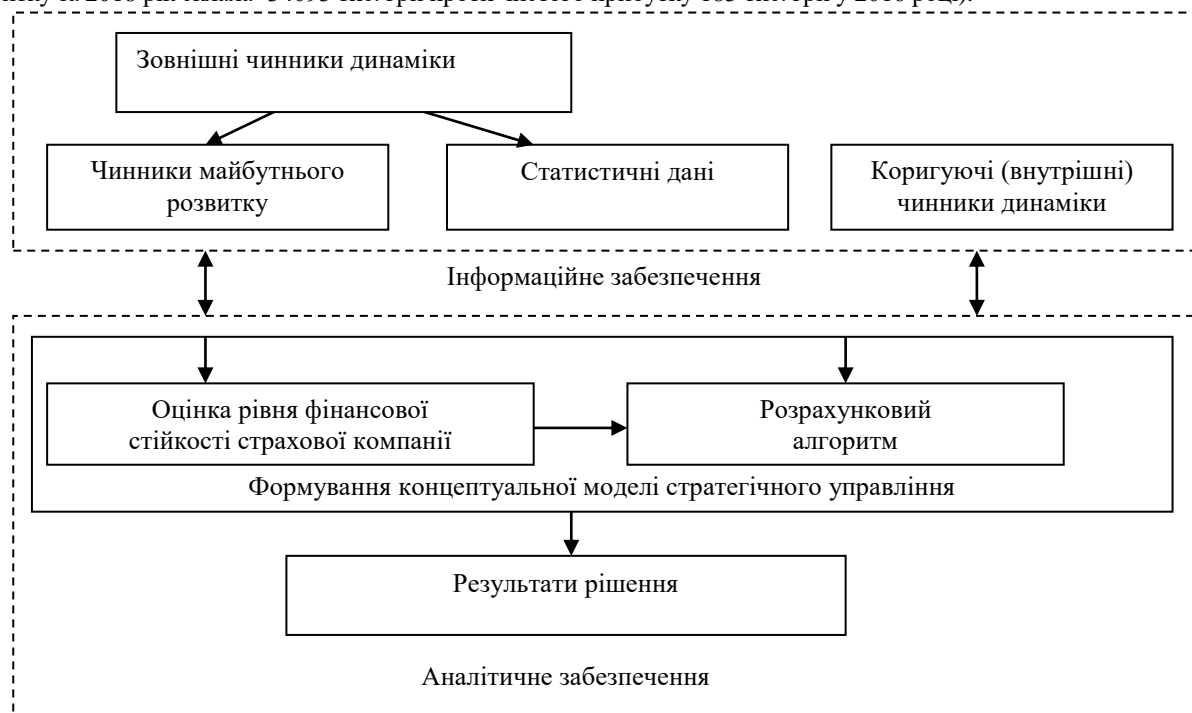 Зовнішні чинники динаміки
Чинники майбутнього
розвитку
Статистичні дані
Коригуючі (внутрішні)
чинники динаміки
Інформаційне забезпечення
Оцінка рівня фінансової
стійкості страхової компанії
Розрахунковий
алгоритм
Формування концептуальної моделі стратегічного управління
Результати рішення
Аналітичне забезпечення